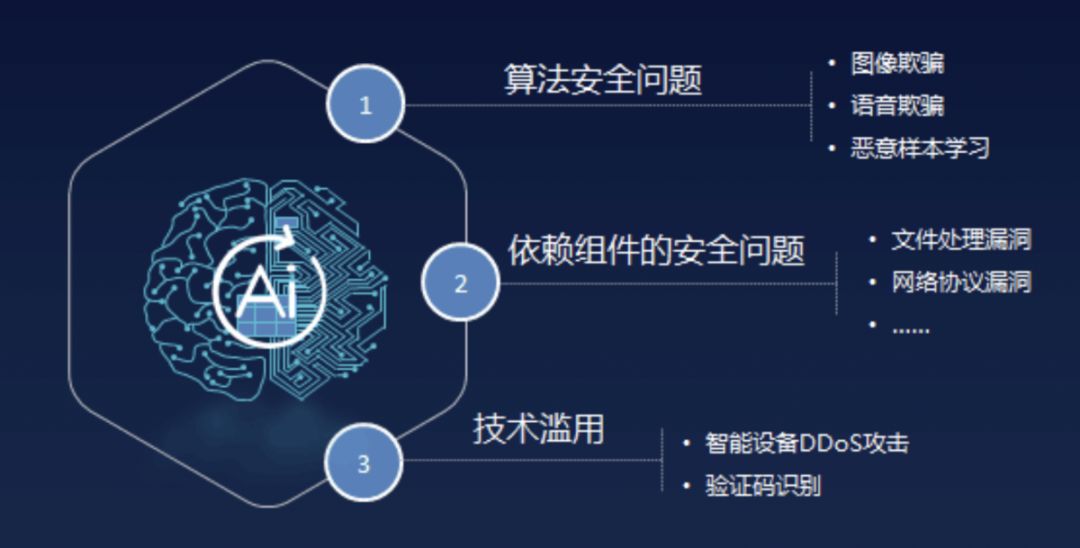 1
算法安全问题
• 图像欺骗
• 语音欺骗
• 恶意样本学习
Ai
2
依赖组件的安全问题
• 文件处理漏洞
• 网络协议漏洞
• ......
3
技术滥用
• 智能设备DDoS攻击
• 验证码识别